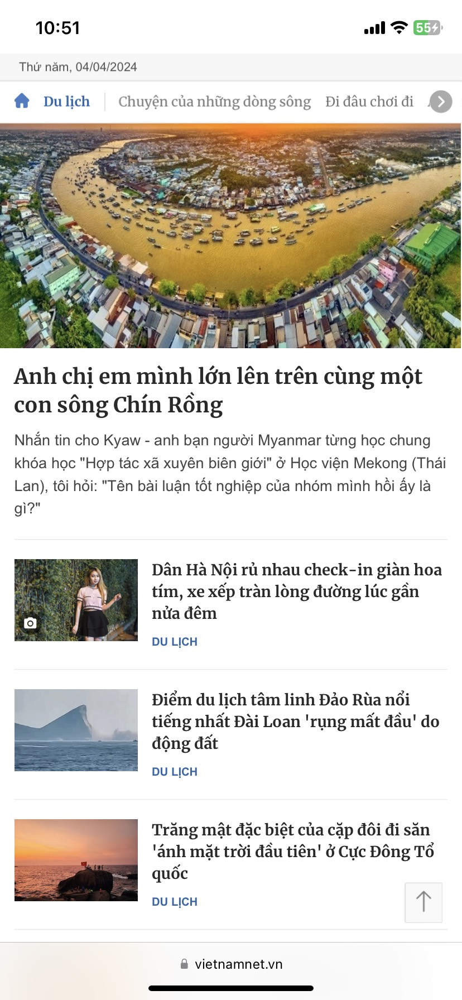 10:51
55
Thứ năm, 04/04/2024
Du lịch Chuyện của những dòng sông Đi đâu chơi đi
Anh chị em mình lớn lên trên cùng một
con sông Chín Rồng
Nhắn tin cho Kyaw - anh bạn người Myanmar từng học chung
khóa học "Hợp tác xã xuyên biên giới" ở Học viện Mekong (Thái
Lan), tôi hỏi: "Tên bài luận tốt nghiệp của nhóm mình hồi ấy là
gì?"
Dân Hà Nội rủ nhau check-in giàn hoa
tím, xe xếp tràn lòng đường lúc gần
nửa đêm
DU LỊCH
Điểm du lịch tâm linh Đảo Rùa nổi
tiếng nhất Đài Loan 'rụng mất đầu' do
động đất
DU LỊCH
Trăng mật đặc biệt của cặp đôi đi săn
'ánh mặt trời đầu tiên' ở Cực Đông Tổ
quốc
DU LỊCH
vietnamnet.vn